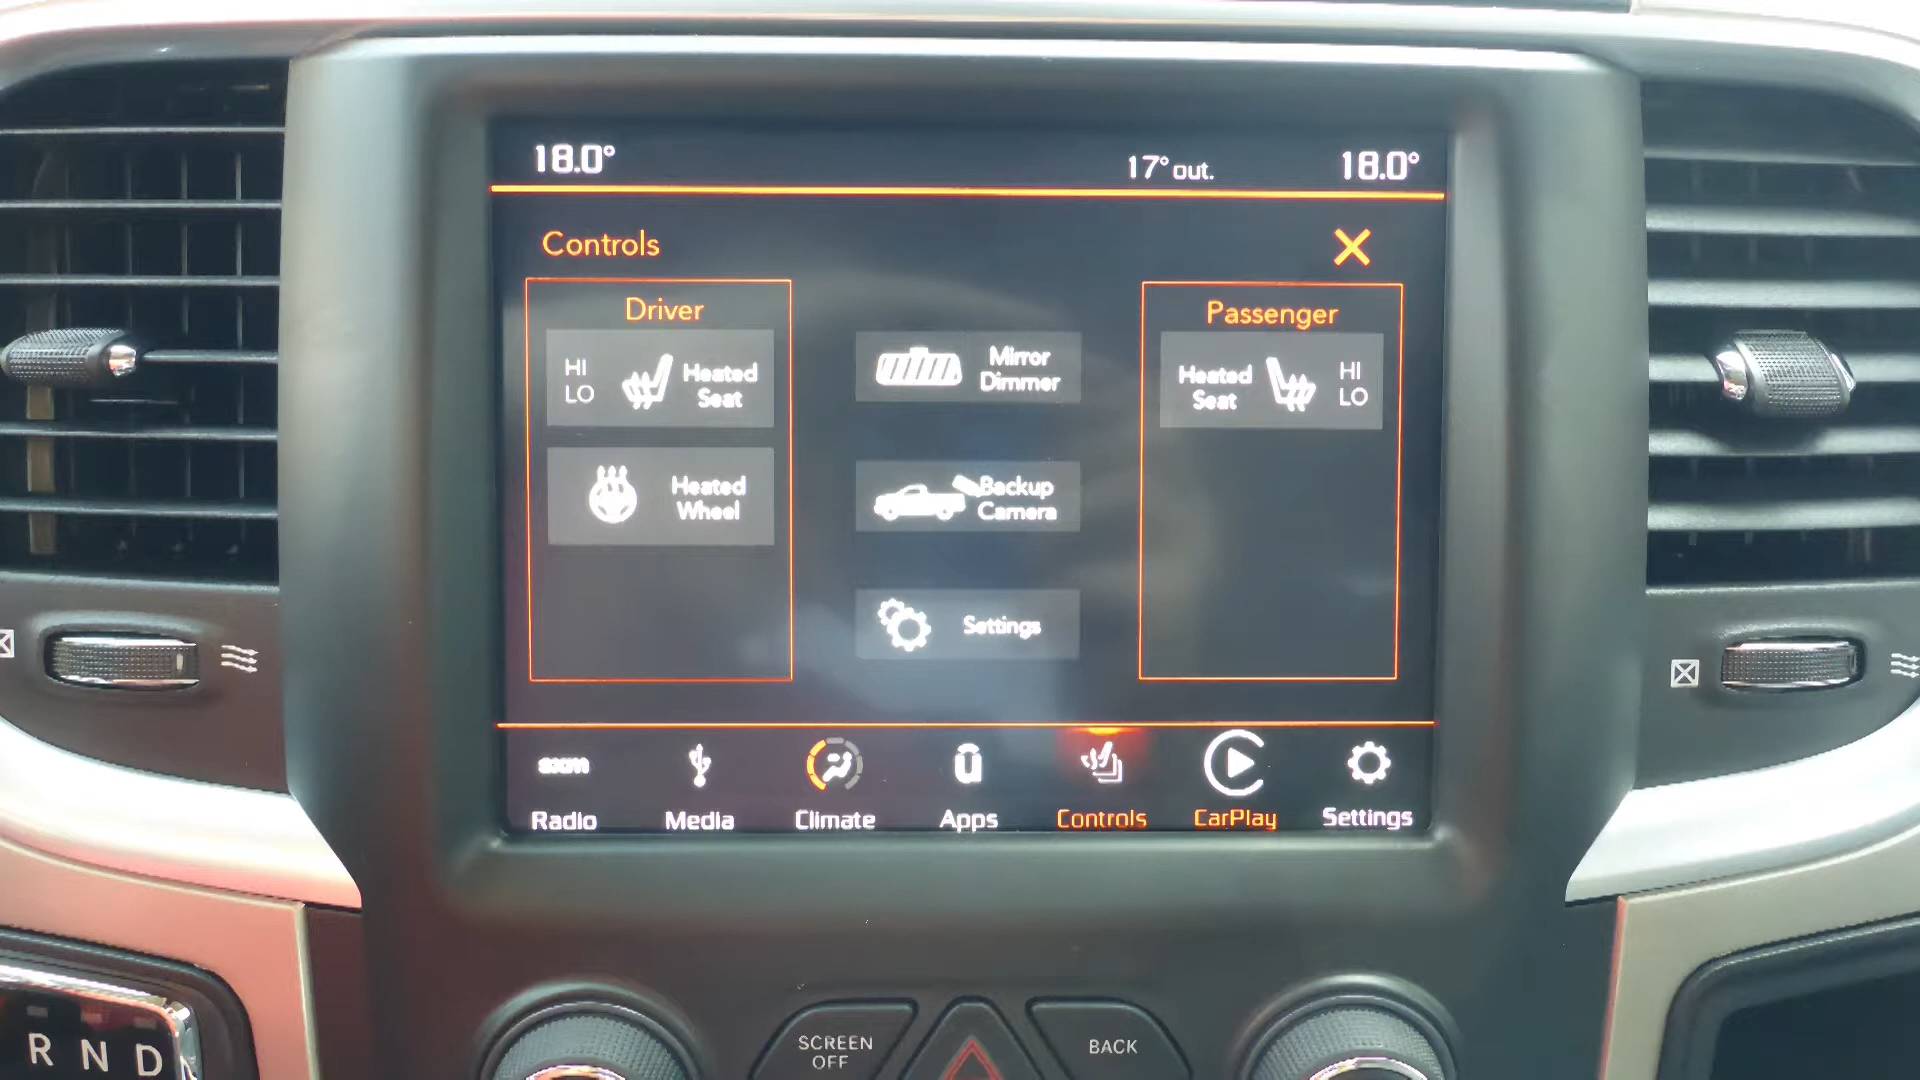 18.0°
17° out.
18.0°
Controls
Driver
HI
LO
Heated
Seat
Heated
Wheel
Mirror
Dimmer
Backup
Camera
Settings
Passenger
Heated
Seat
HI
LO
sxm
Radio
Media
Climate
Apps
Controls
CarPlay
Settings
R N D
SCREEN
OFF
BACK